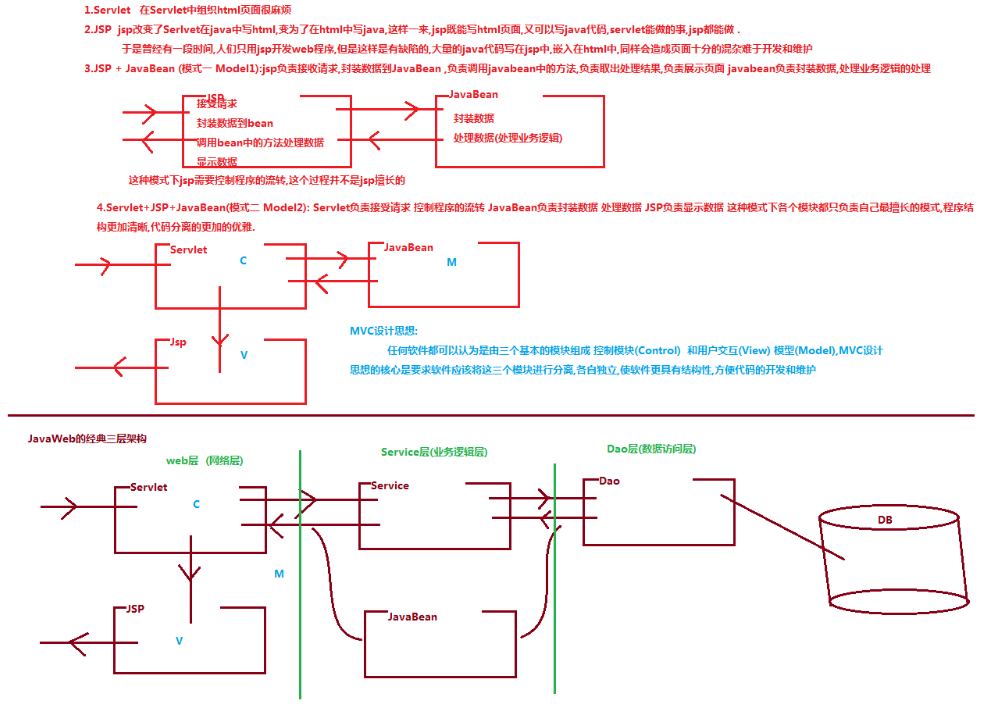 1.Servlet   在Servlet中组织html页面很麻烦
2.JSP  jsp改变了Serlvet在java中写html,变为了在html中写java,这样一来,jsp既能写html页面,又可以写java代码,servlet能做的事,jsp都能做 .
于是曾经有一段时间,人们只用jsp开发web程序,但是这样是有缺陷的,大量的java代码写在jsp中,嵌入在html中,同样会造成页面十分的混杂难于开发和维护
3.JSP + JavaBean (模式一 Model1):jsp负责接收请求,封装数据到JavaBean ,负责调用javabean中的方法,负责取出处理结果,负责展示页面 javabean负责封装数据,处理业务逻辑的处理
JSP
接受请求
封装数据到bean
调用bean中的方法处理数据
显示数据
JavaBean
封装数据
处理数据(处理业务逻辑)
这种模式下jsp需要控制程序的流转,这个过程并不是jsp擅长的
4.Servlet+JSP+JavaBean(模式二 Model2): Servlet负责接受请求 控制程序的流转 JavaBean负责封装数据 处理数据 JSP负责显示数据 这种模式下各个模块都只负责自己最擅长的模式,程序结
构更加清晰,代码分离的更加的优雅.
Servlet
C
JavaBean
M
Jsp
V
MVC设计思想:
任何软件都可以认为是由三个基本的模块组成 控制模块(Control)  和用户交互(View) 模型(Model),MVC设计
思想的核心是要求软件应该将这三个模块进行分离,各自独立,使软件更具有结构性,方便代码的开发和维护
JavaWeb的经典三层架构
web层  (网络层)
Service层(业务逻辑层)
Dao层(数据访问层)
Servlet
C
Service
Dao
DB
M
JSP
V
JavaBean